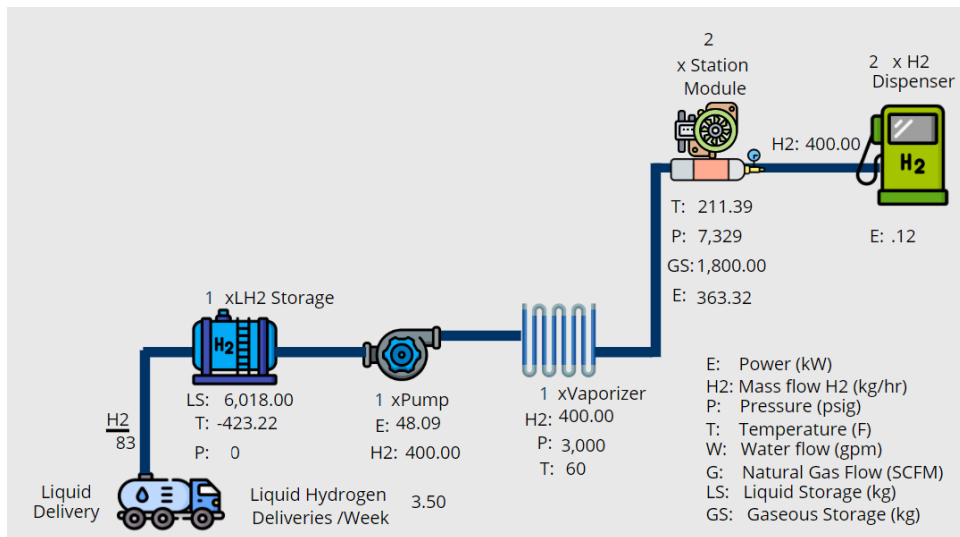 2
x Station
Module
2 x H2
Dispenser
H2: 400.00
H2
T: 211.39
P: 7,329
GS: 1,800.00
E: 363.32
E: .12
1 xLH2 Storage
H2
LS: 6,018.00
T: -423.22
P: 0
1 xPump
E: 48.09
H2: 400.00
1 xVaporizer
H2: 400.00
P: 3,000
T: 60
H2
83
Liquid
Delivery
Liquid Hydrogen
Deliveries /Week
3.50
E: Power (kW)
H2: Mass flow H2 (kg/hr)
P: Pressure (psig)
T: Temperature (F)
W: Water flow (gpm)
G: Natural Gas Flow (SCFM)
LS: Liquid Storage (kg)
GS: Gaseous Storage (kg)